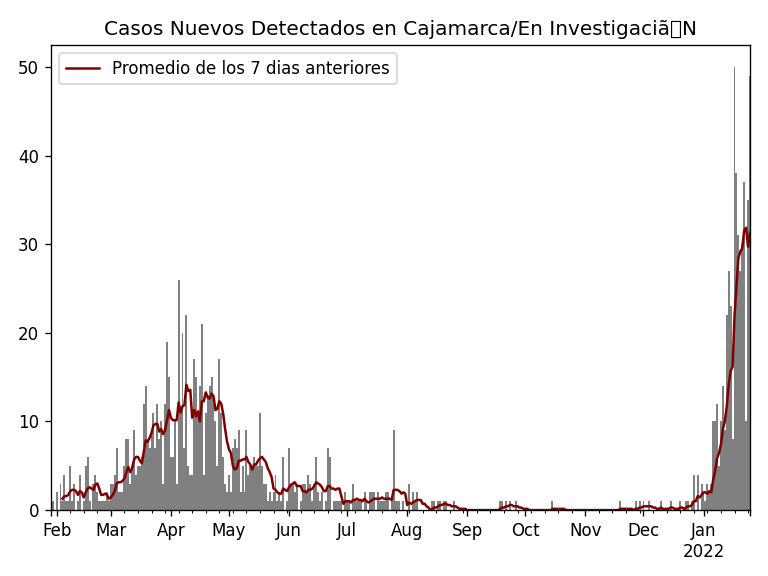 Casos Nuevos Detectados en Cajamarca/En Investigaciã▯N
Promedio de los 7 dias anteriores
50
40
30
20
10
0
Feb Mar Apr May Jun Jul Aug Sep Oct Nov Dec Jan
2022